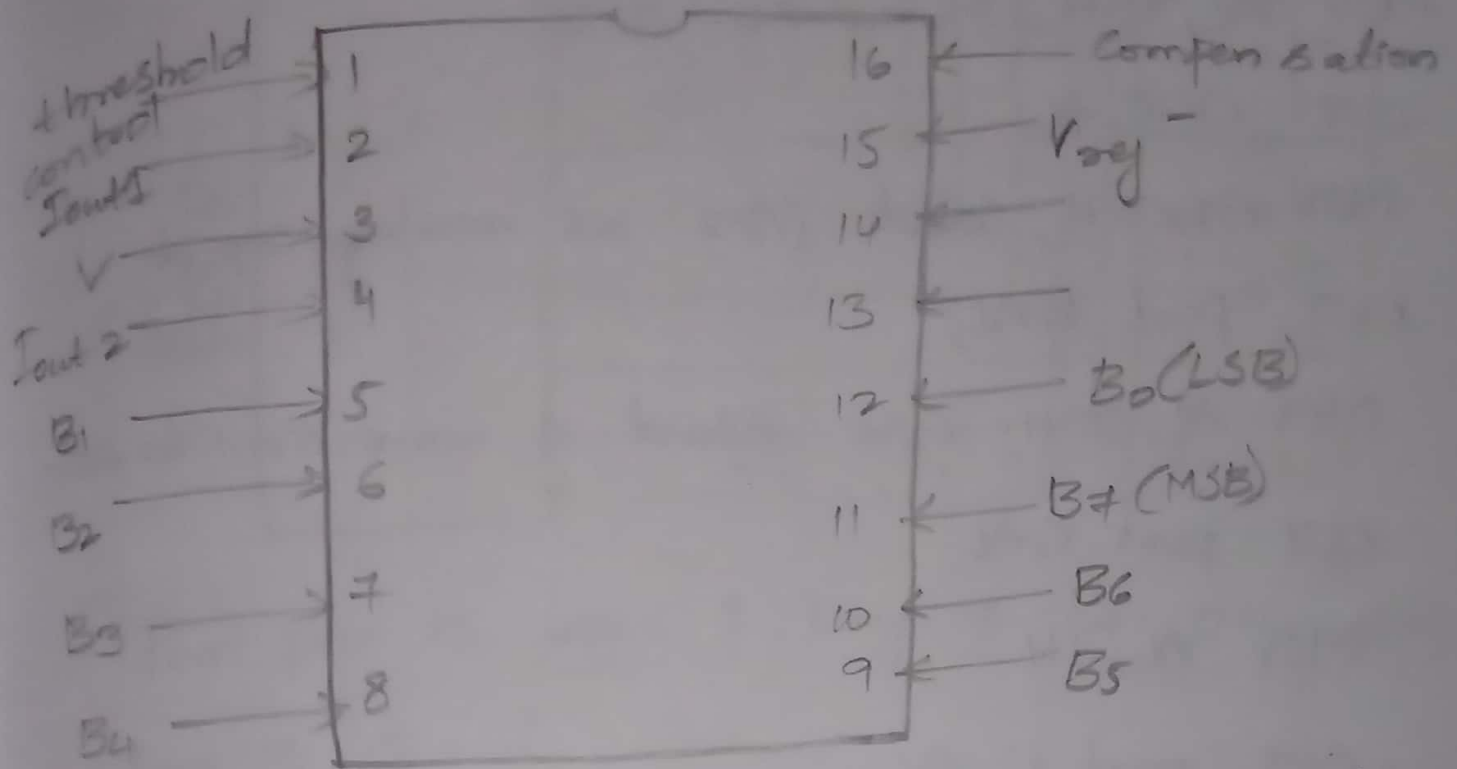 threshold
control
1
Iout1
2
V
3
Iout 2
4
B1
5
B2
6
B3
7
B4
8
16
Compensation
15
Vref -
14
13
12
B0 (LSB)
11
B7 (MSB)
10
B6
9
B5